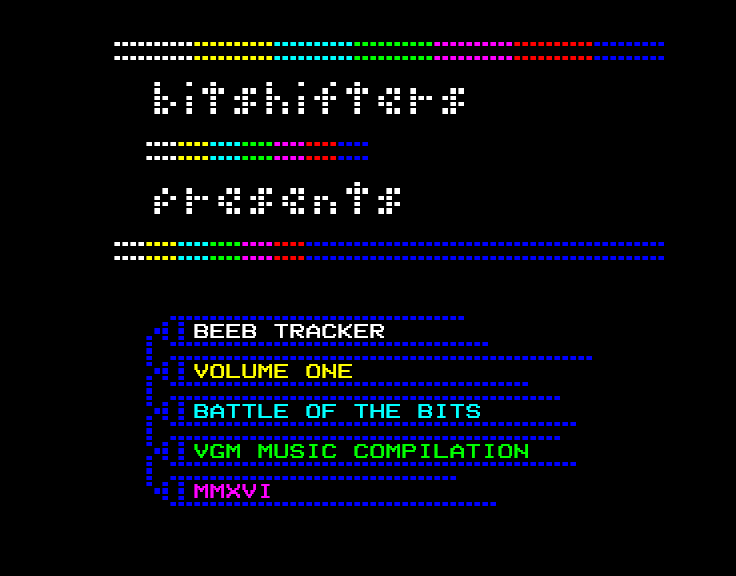 bitshifters
presents
BEEB TRACKER
VOLUME ONE
BATTLE OF THE BITS
VGM MUSIC COMPILATION
MMXVI